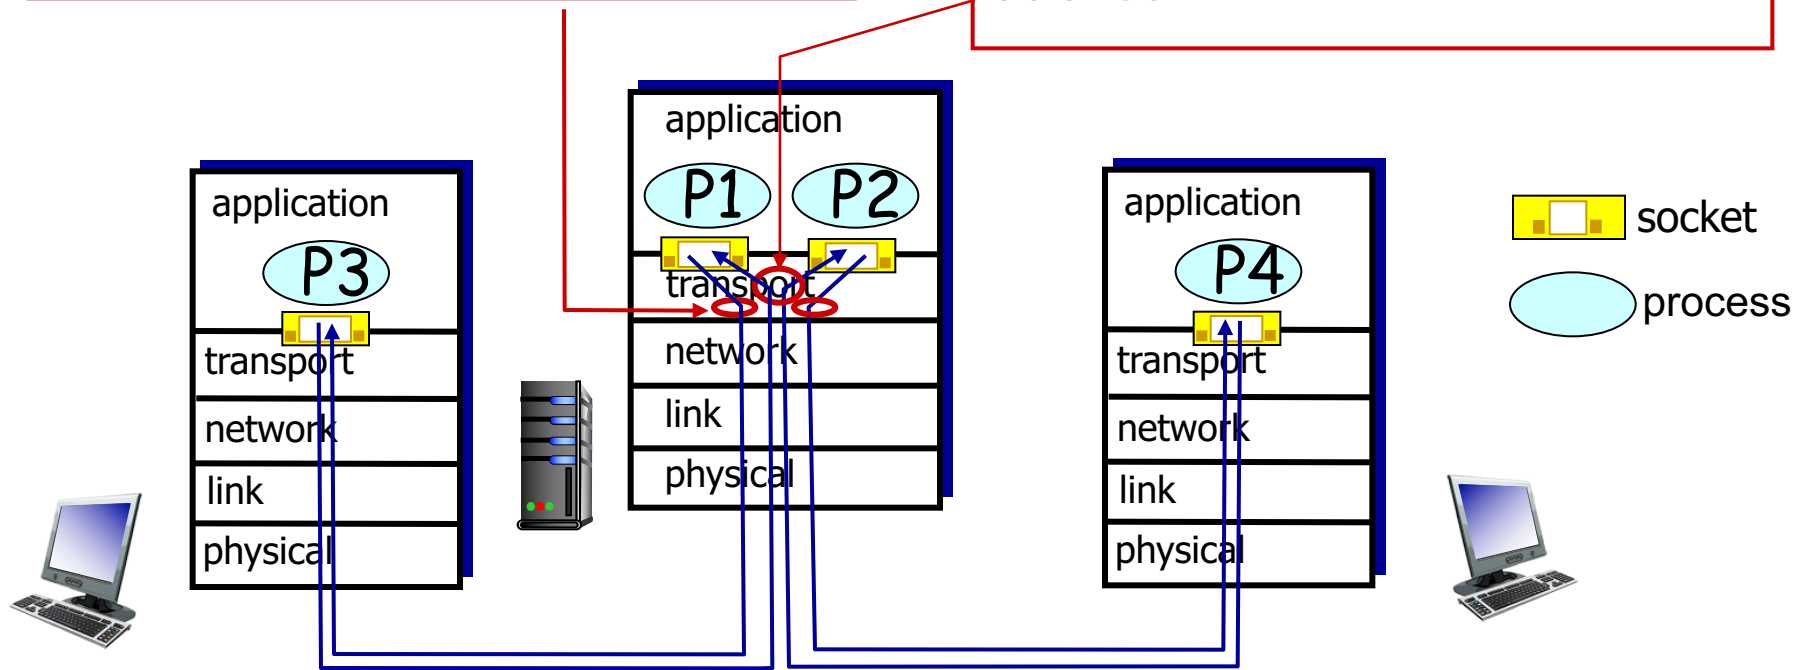 application
P1 P2
transport
network
link
physical
application
P3
transport
network
link
physical
application
P4
transport
network
link
physical
socket
process